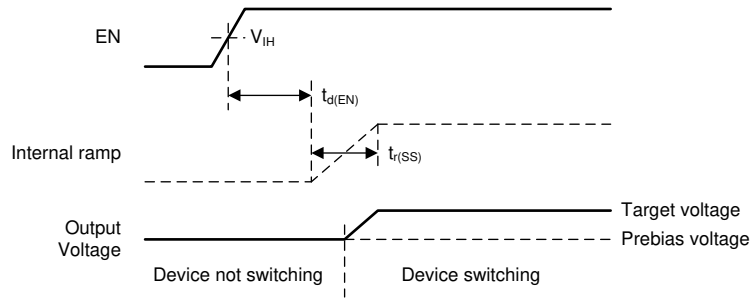 EN
V_IH
t_d(EN)
Internal ramp
t_r(SS)
Output
Voltage
Target voltage
Prebias voltage
Device not switching
Device switching